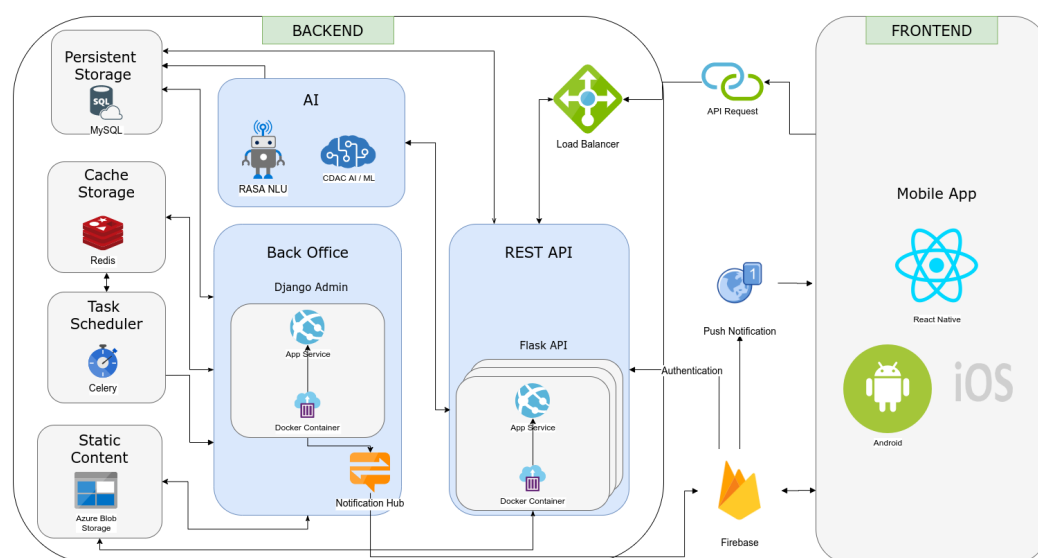 BACKEND
FRONTEND
Persistent
Storage
SQL
MySQL
AI
RASA NLU
CDAC AI / ML
Load Balancer
API Request
Cache
Storage
Redis
Mobile App
React Native
Back Office
Django Admin
App Service
Docker Container
REST API
Flask API
App Service
Docker Container
1
Push Notification
Task
Scheduler
Celery
Authentication
iOS
Android
Static
Content
Azure Blob
Storage
Notification Hub
Firebase